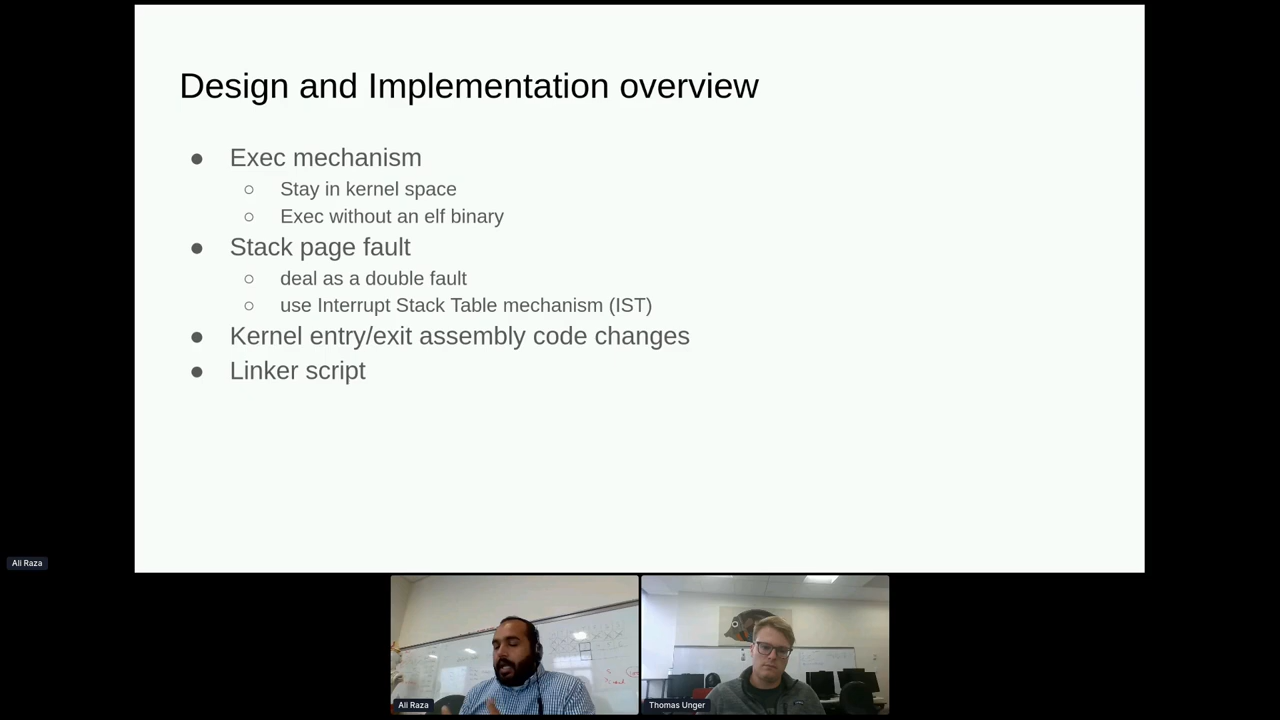 Design and Implementation overview
● Exec mechanism
○ Stay in kernel space
○ Exec without an elf binary
● Stack page fault
○ deal as a double fault
○ use Interrupt Stack Table mechanism (IST)
● Kernel entry/exit assembly code changes
● Linker script
Ali Raza
Ali Raza
Thomas Unger